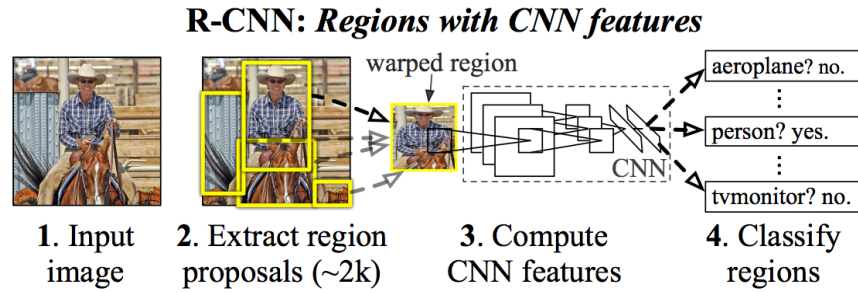 R-CNN: Regions with CNN features
warped region
aeroplane? no.
⋮
person? yes.
⋮
tvmonitor? no.
CNN
1. Input
image
2. Extract region
proposals (~2k)
3. Compute
CNN features
4. Classify
regions